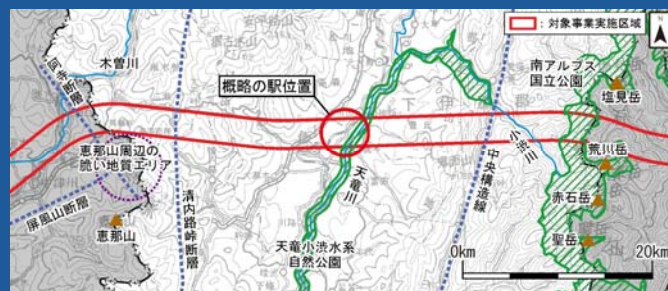 ：対象事業実施区域
木曽川
阿寺断層
概略の駅位置
下伊
郡
南アルプス
国立公園
塩見岳
小渋川
恵那山周辺の
脆い地質エリア
天竜川
中央構造線
荒川岳
屏風山断層
恵那山
清内路峠断層
赤石岳
天竜小渋水系
自然公園
聖岳
0km
20km